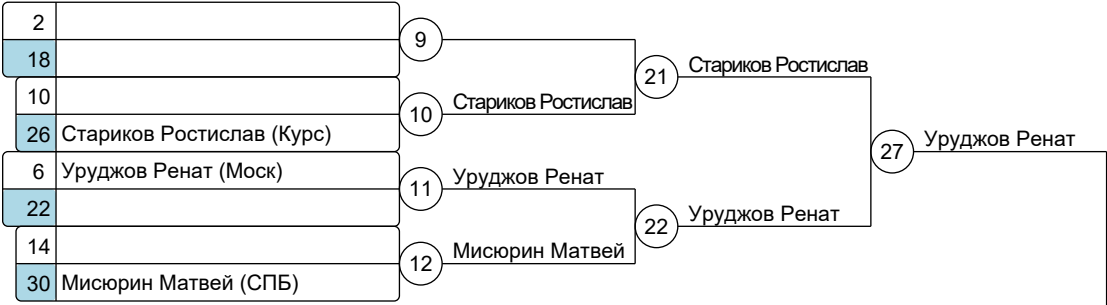 2
18
9
10
26 Стариков Ростислав (Курс)
10 Стариков Ростислав
21 Стариков Ростислав
6 Уруджов Ренат (Моск)
22
11 Уруджов Ренат
14
30 Мисюрин Матвей (СПБ)
12 Мисюрин Матвей
22 Уруджов Ренат
27 Уруджов Ренат